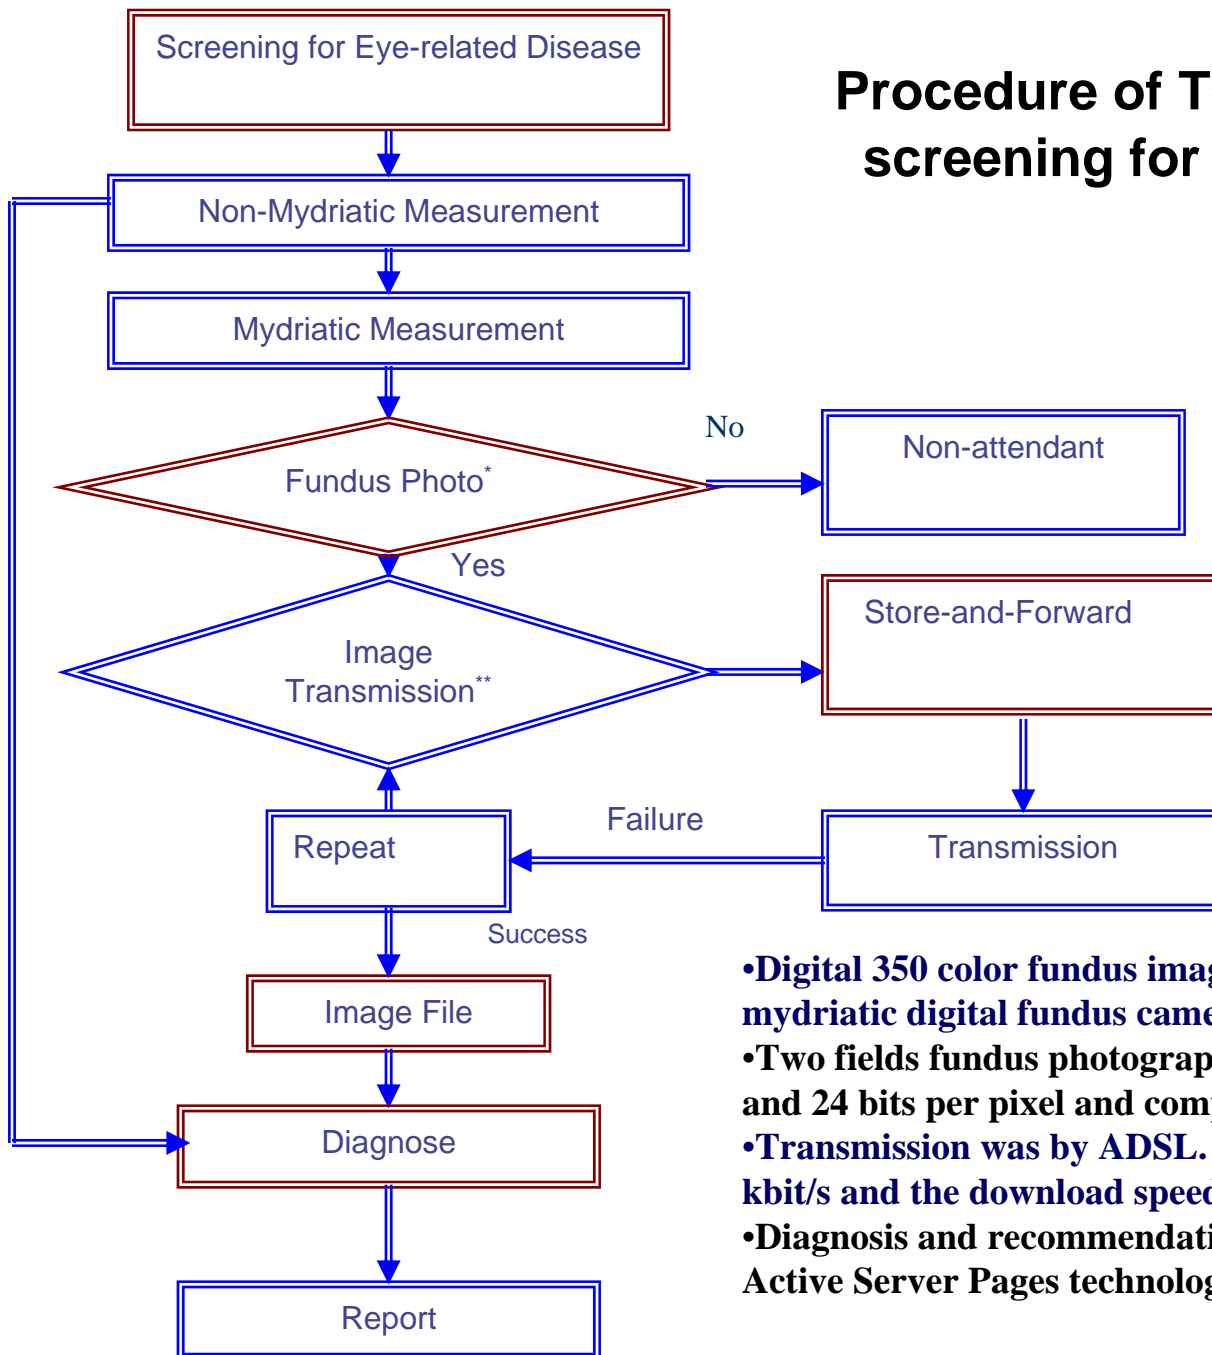 Screening for Eye-related Disease
Procedure of T
screening for
Non-Mydriatic Measurement
Mydriatic Measurement
Fundus Photo*
No
Non-attendant
Yes
Image
Transmission**
Store-and-Forward
Repeat
Failure
Transmission
Success
Image File
Diagnose
Report
•Digital 350 color fundus imag
mydriatic digital fundus came
•Two fields fundus photograp
and 24 bits per pixel and comp
•Transmission was by ADSL.
kbit/s and the download speed
•Diagnosis and recommendati
Active Server Pages technolog